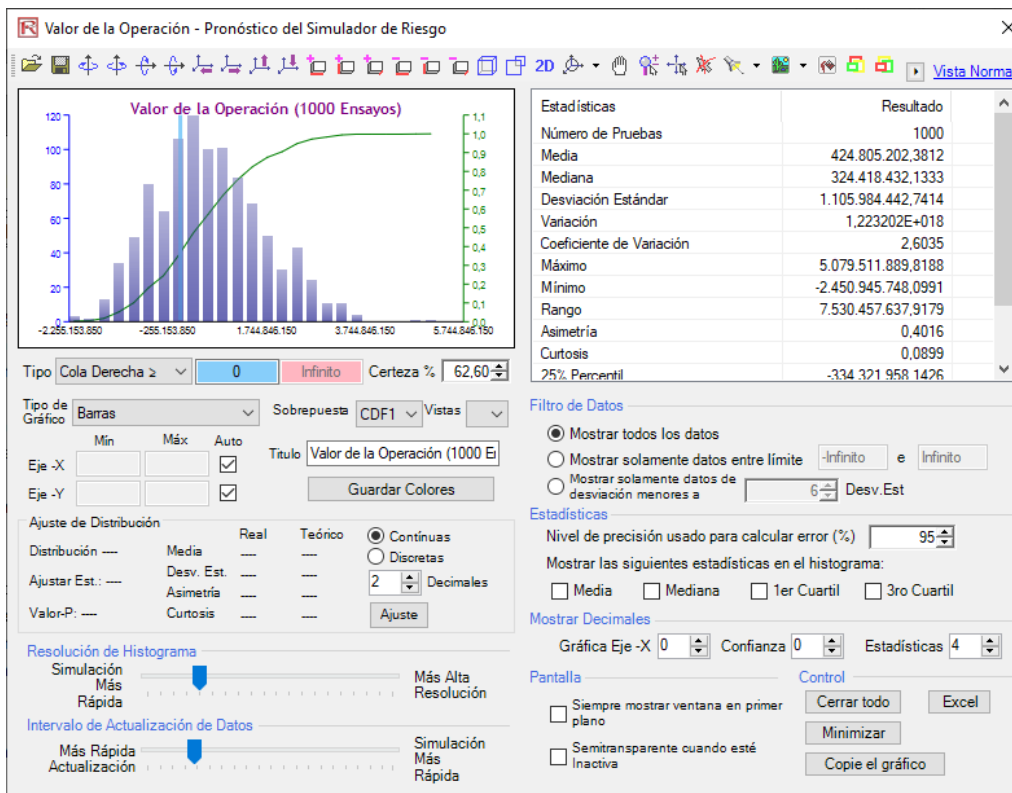 Valor de la Operación - Pronóstico del Simulador de Riesgo
2D
Vista Norma
Valor de la Operación (1000 Ensayos)
120
100
80
60
40
20
0
1,1
1,0
0,9
0,8
0,7
0,6
0,5
0,4
0,3
0,2
0,1
0,0
-2.255.153.850 -255.153.850 1.744.846.150 3.744.846.150 5.744.846.150
Estadísticas Resultado
Número de Pruebas 1000
Media 424.805.202,3812
Mediana 324.418.432,1333
Desviación Estándar 1.105.984.442,7414
Variación 1,223202E+018
Coeficiente de Variación 2,6035
Máximo 5.079.511.889,8188
Mínimo -2.450.945.748,0991
Rango 7.530.457.637,9179
Asimetría 0,4016
Curtosis 0,0899
25% Percentil -334.321.958,1426
Tipo Cola Derecha ≥ 0 Infinito Certeza % 62,60
Tipo de Gráfico Barras Sobrepuesta CDF1 Vistas
Mín Máx Auto
Eje -X
Eje -Y
Titulo Valor de la Operación (1000 E
Guardar Colores
Ajuste de Distribución
Real Teórico
Distribución ---- Media ---- ----
Desv. Est. ---- ----
Ajustar Est.: ---- Asimetría ---- ----
Valor-P: ---- Curtosis ---- ----
Contínuas
Discretas
2 Decimales
Ajuste
Resolución de Histograma
Simulación Más Rápida
Más Alta Resolución
Intervalo de Actualización de Datos
Más Rápida Actualización
Simulación Más Rápida
Filtro de Datos
Mostrar todos los datos
Mostrar solamente datos entre límite -Infinito e Infinito
Mostrar solamente datos de desviación menores a 6 Desv.Est
Estadísticas
Nivel de precisión usado para calcular error (%) 95
Mostrar las siguientes estadísticas en el histograma:
Media Mediana 1er Cuartil 3ro Cuartil
Mostrar Decimales
Gráfica Eje -X 0 Confianza 0 Estadísticas 4
Pantalla
Siempre mostrar ventana en primer plano
Semitransparente cuando esté Inactiva
Control
Cerrar todo Excel
Minimizar
Copie el gráfico